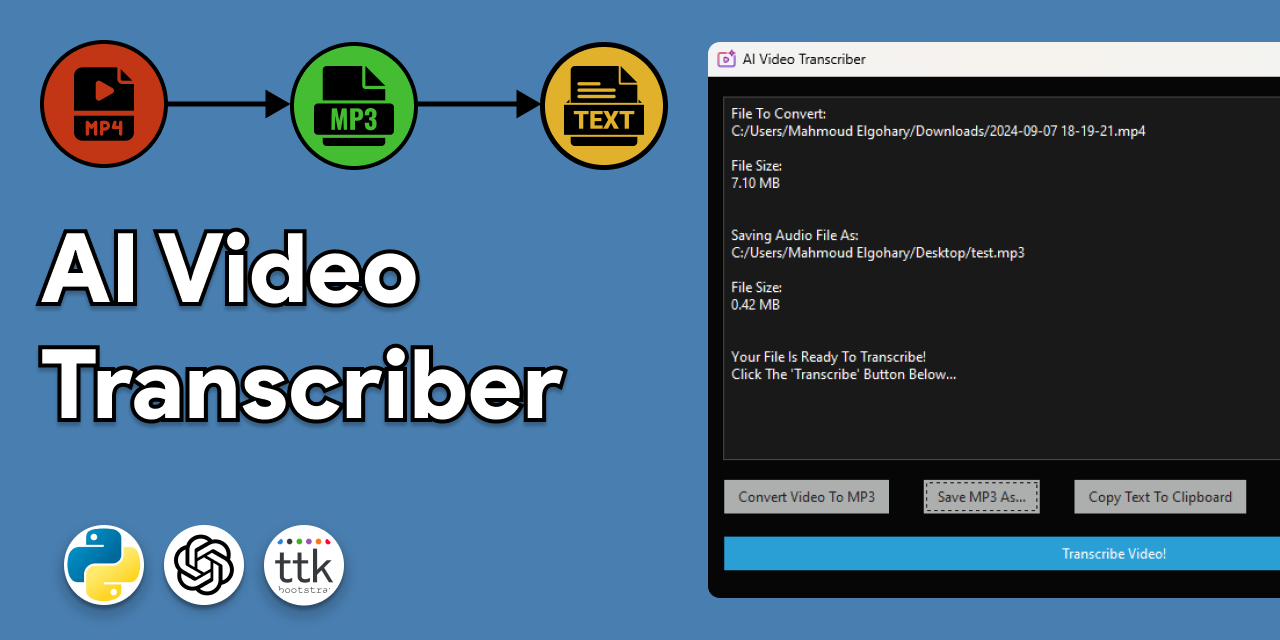 MP4
MP3
TEXT
AI Video
Transcriber
ttk
AI Video Transcriber
File To Convert:
C:/Users/Mahmoud Elgohary/Downloads/2024-09-07 18-19-21.mp4
File Size:
7.10 MB
Saving Audio File As:
C:/Users/Mahmoud Elgohary/Desktop/test.mp3
File Size:
0.42 MB
Your File Is Ready To Transcribe!
Click The 'Transcribe' Button Below...
Convert Video To MP3
Save MP3 As...
Copy Text To Clipboard
Transcribe Video!